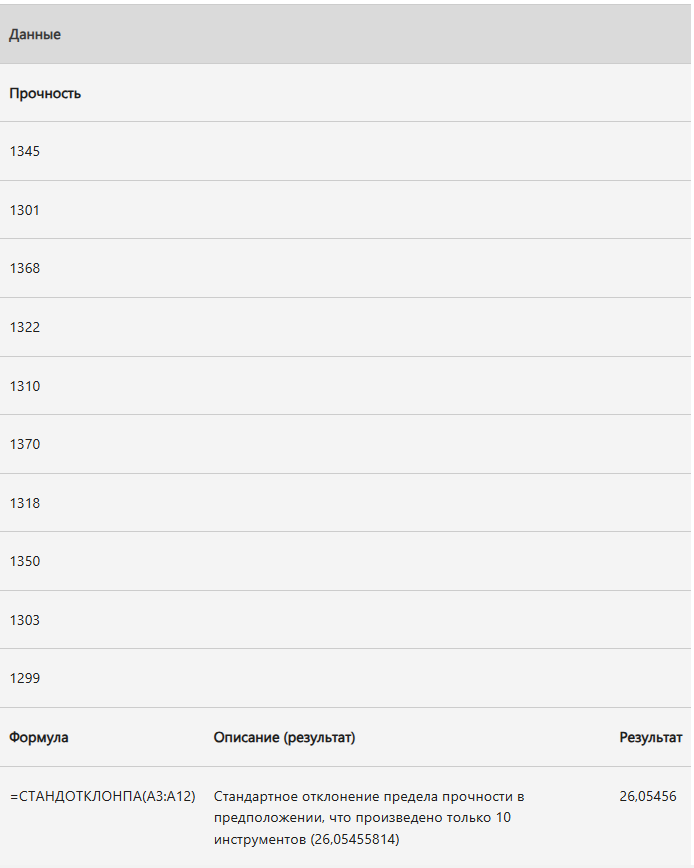 Данные
Прочность
1345
1301
1368
1322
1310
1370
1318
1350
1303
1299
Формула Описание (результат) Результат
=СТАНДОТКЛОНПА(A3:A12) Стандартное отклонение предела прочности в 26,05456
предположении, что произведено только 10
инструментов (26,05455814)